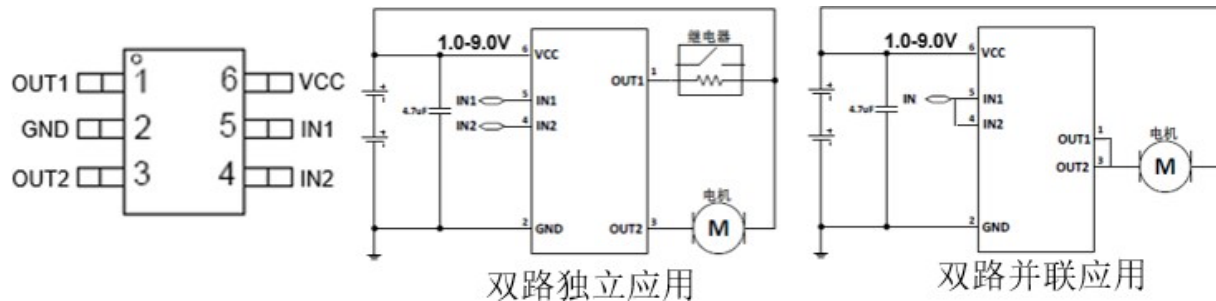 OUT1 1 6 VCC
GND 2 5 IN1
OUT2 3 4 IN2
1.0-9.0V
6 VCC
继电器
OUT1 1
4.7uF
IN1 5 IN1
IN2 4 IN2
电机
2 GND
OUT2 3
M
双路独立应用
1.0-9.0V
6 VCC
4.7uF
IN 5 IN1
4 IN2
OUT1 1
电机
OUT2 3
M
2 GND
双路并联应用